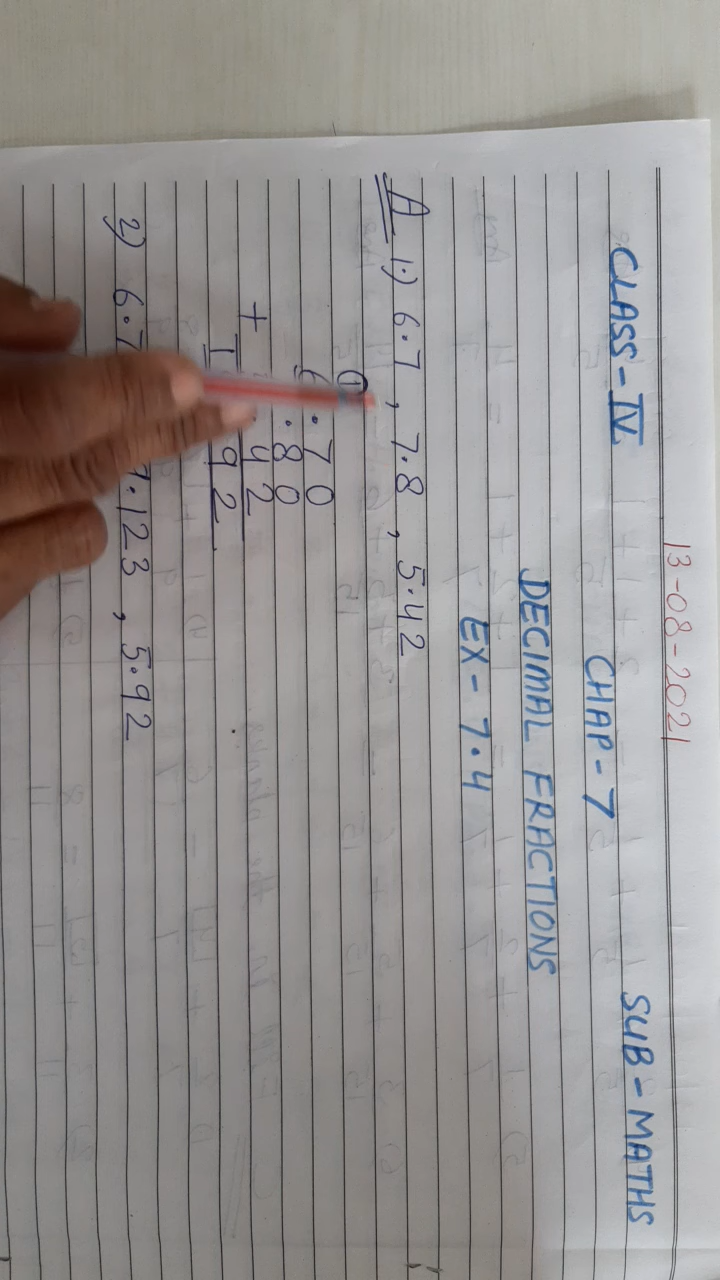 13-08-2021
CLASS-IV CHAP-7 SUB-MATHS
DECIMAL FRACTIONS
EX-7.4
A 1.) 6.7 , 7.8 , 5.42
6.70
.80
+ .42
1 92
2) 6.7 .123 , 5.92